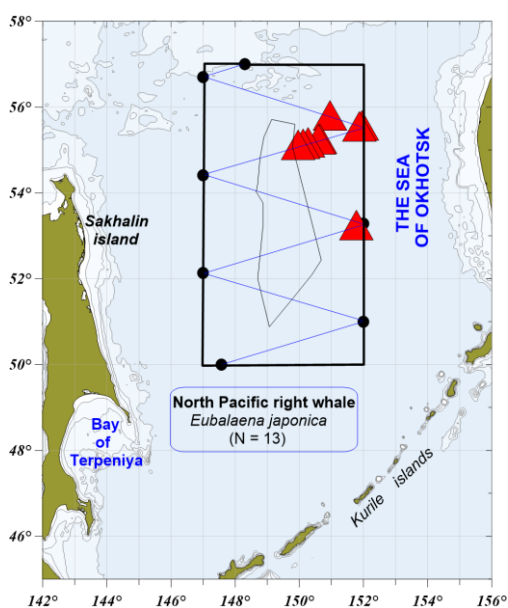 58°
56°
54°
52°
50°
48°
46°
Sakhalin
island
THE SEA
OF OKHOTSK
North Pacific right whale
Eubalaena japonica
(N = 13)
Bay
of
Terpeniya
Kurile islands
142° 144° 146° 148° 150° 152° 154° 156°